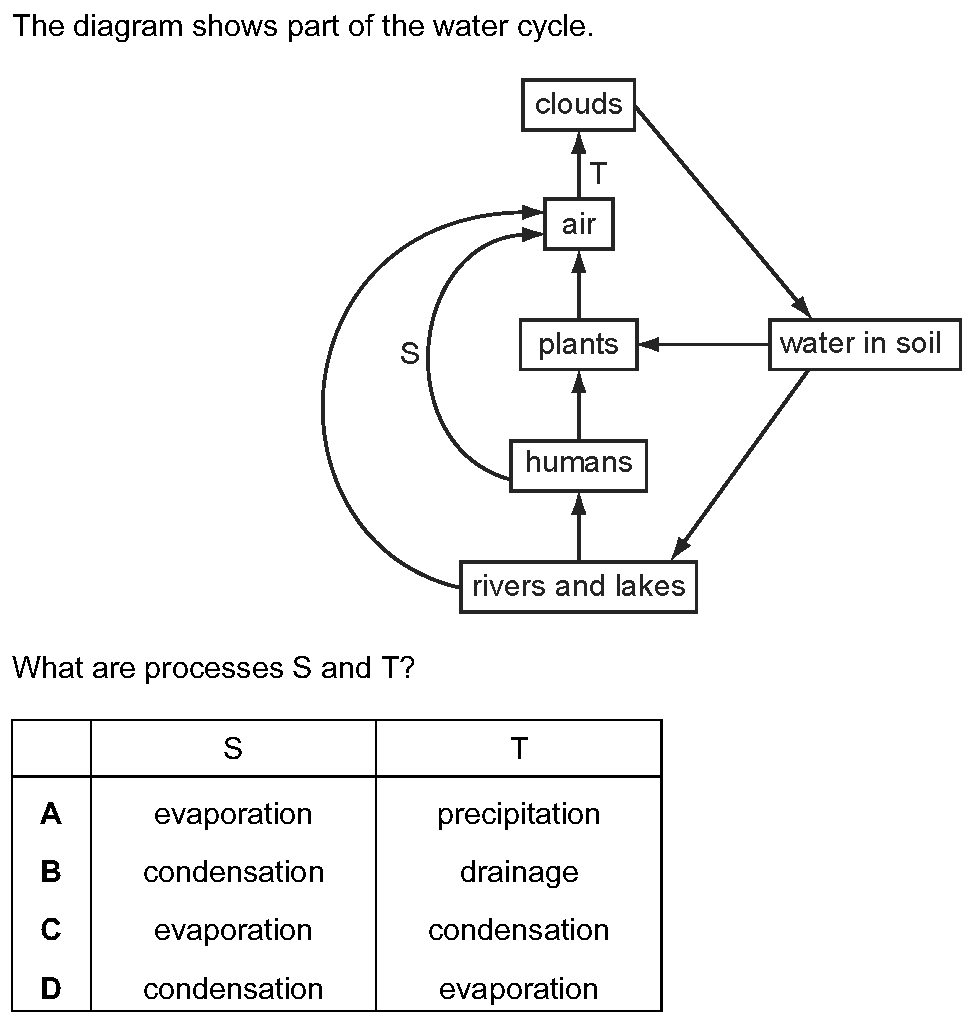 The diagram shows part of the water cycle.
clouds
T
air
S
plants
water in soil
humans
rivers and lakes
What are processes S and T?
S T
A evaporation precipitation
B condensation drainage
C evaporation condensation
D condensation evaporation